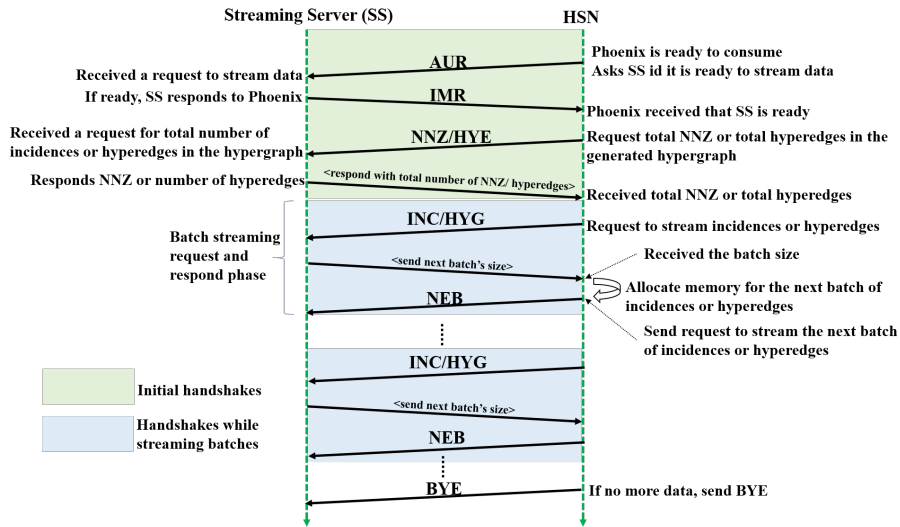 Streaming Server (SS)
HSN
AUR
Phoenix is ready to consume
Asks SS id it is ready to stream data
Received a request to stream data
If ready, SS responds to Phoenix
IMR
Phoenix received that SS is ready
Received a request for total number of
incidences or hyperedges in the hypergraph
NNZ/HYE
Request total NNZ or total hyperedges in the
generated hypergraph
Responds NNZ or number of hyperedges
<respond with total number of NNZ/ hyperedges>
Received total NNZ or total hyperedges
INC/HYG
Request to stream incidences or hyperedges
Batch streaming
request and
respond phase
<send next batch's size>
Received the batch size
Allocate memory for the next batch of
incidences or hyperedges
NEB
Send request to stream the next batch
of incidences or hyperedges
INC/HYG
Initial handshakes
<send next batch's size>
Handshakes while
streaming batches
NEB
BYE
If no more data, send BYE